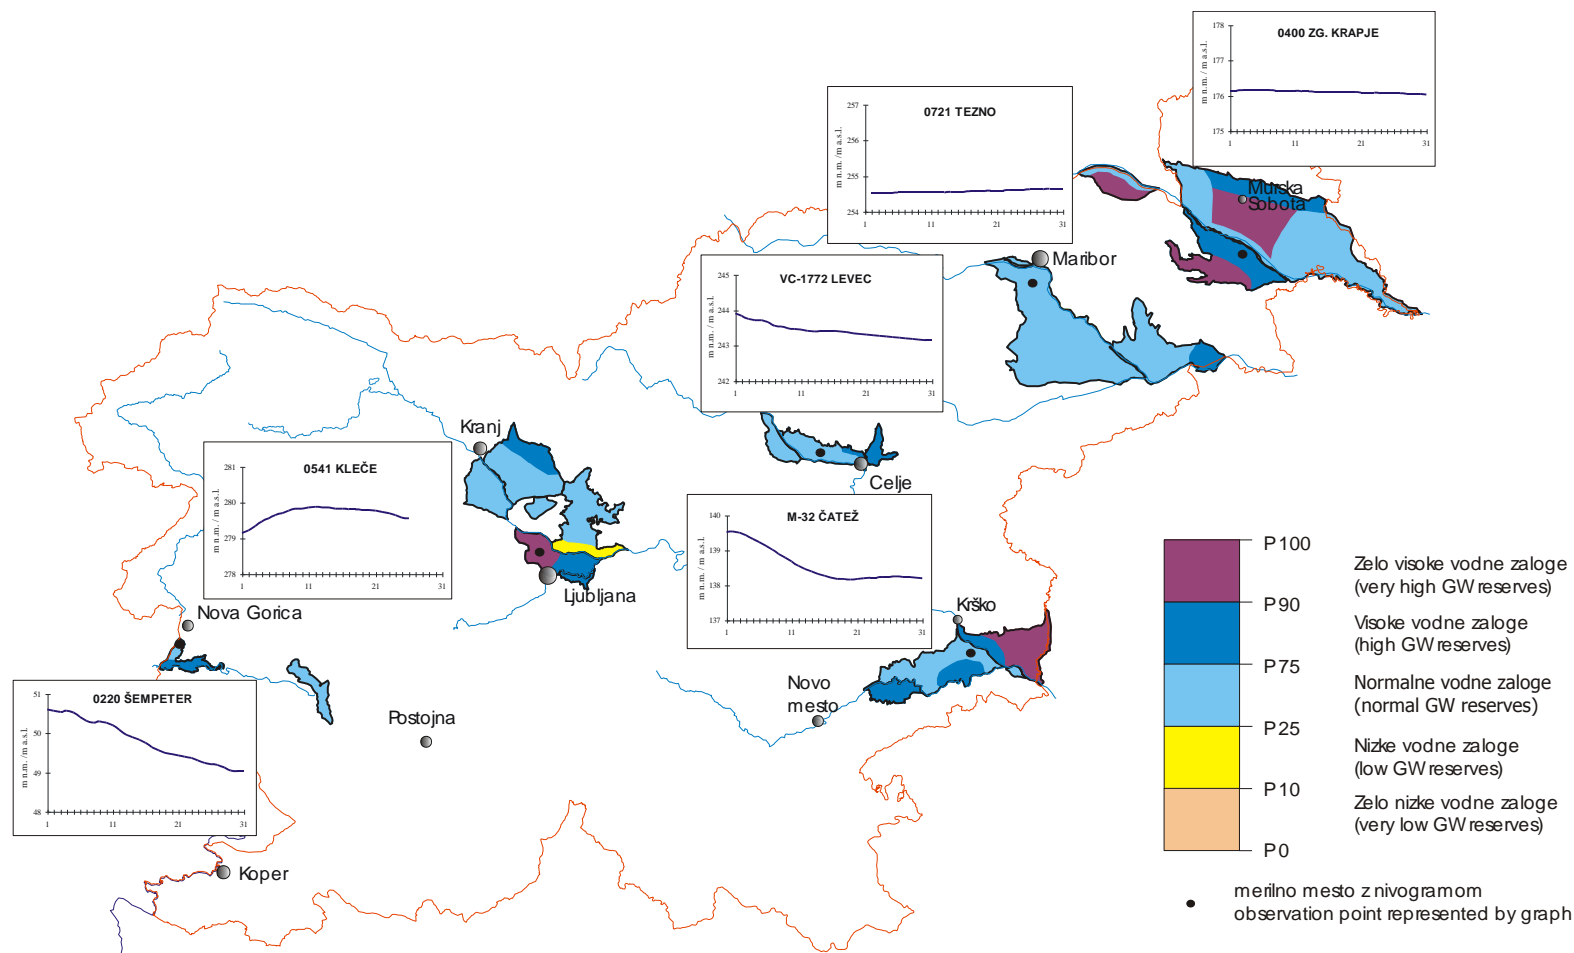 0400 ZG. KRAPJE
m n.m. / m a.s.l.
178
177
176
175
1 11 21 31
0721 TEZNO
m n.m. /m a.s.l.
257
256
255
254
1 11 21 31
Murska
Sobota
Maribor
VC-1772 LEVEC
m n.m. / m a.s.l.
245
244
243
242
1 11 21 31
Kranj
Celje
0541 KLEČE
m n.m. / m a.s.l.
281
280
279
278
1 11 21 31
M-32 ČATEŽ
m n.m. / m a.s.l.
140
139
138
137
1 11 21 31
Ljubljana
Nova Gorica
Krško
Novo
mesto
Postojna
0220 ŠEMPETER
m n.m. /m a.s.l.
51
50
49
48
1 11 21 31
Koper
P100
Zelo visoke vodne zaloge
(very high GW reserves)
P90
Visoke vodne zaloge
(high GW reserves)
P75
Normalne vodne zaloge
(normal GW reserves)
P25
Nizke vodne zaloge
(low GW reserves)
P10
Zelo nizke vodne zaloge
(very low GW reserves)
P0
merilno mesto z nivogramom
observation point represented by graph